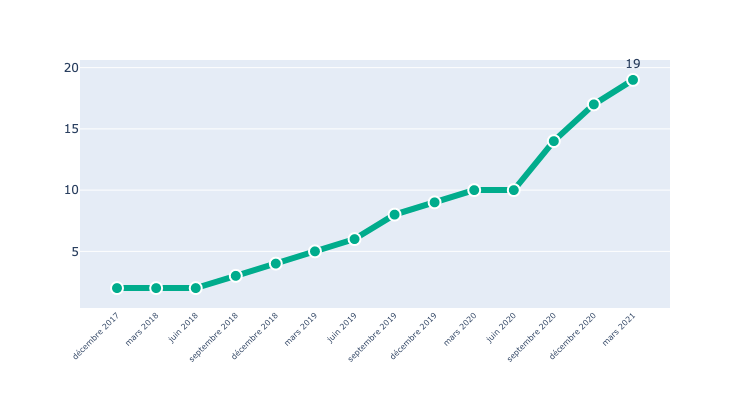 19
20
15
10
5
décembre 2017
mars 2018
juin 2018
septembre 2018
décembre 2018
mars 2019
juin 2019
septembre 2019
décembre 2019
mars 2020
juin 2020
septembre 2020
décembre 2020
mars 2021